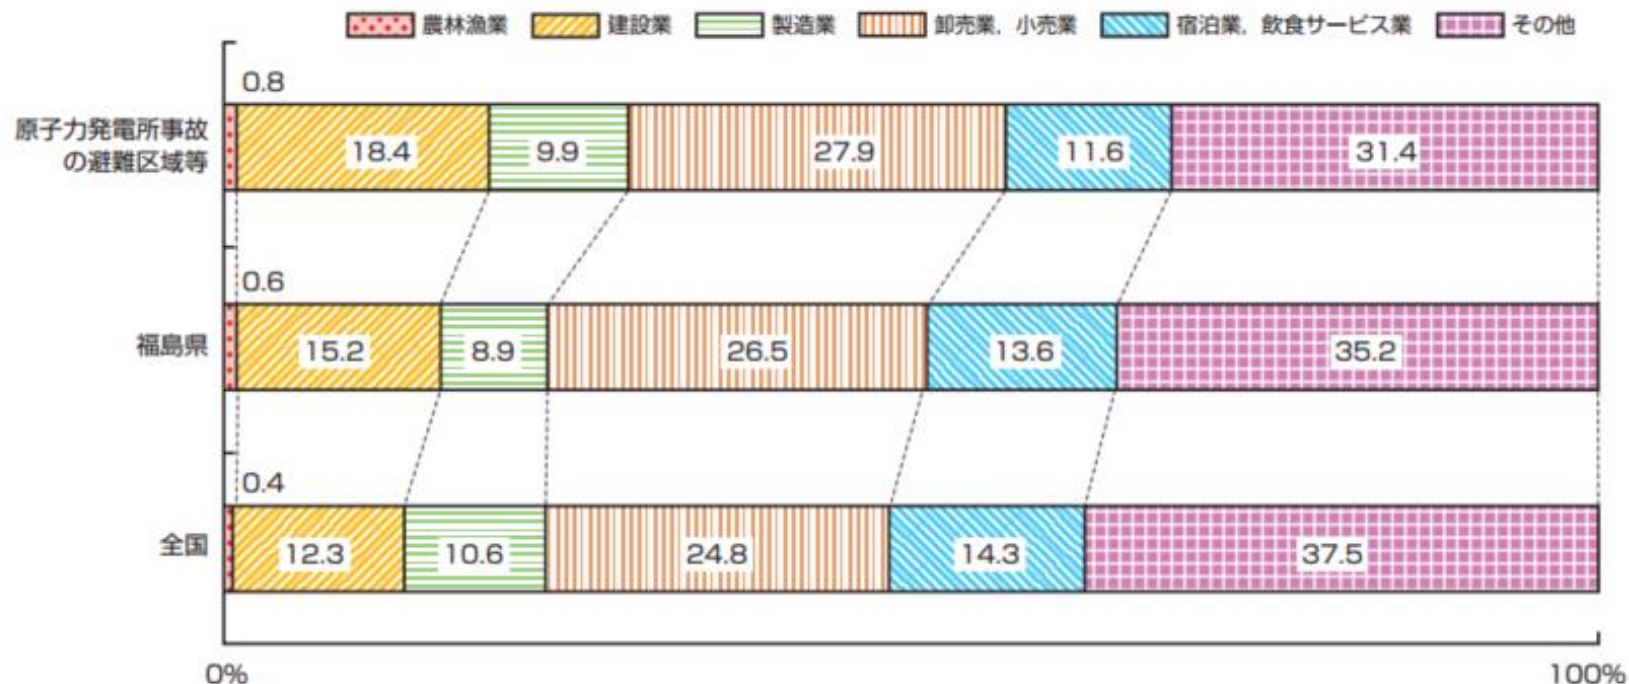 農林漁業 建設業 製造業 卸売業，小売業 宿泊業，飲食サービス業 その他
0.8
原子力発電所事故
の避難区域等
18.4 9.9 27.9 11.6 31.4
0.6
福島県 15.2 8.9 26.5 13.6 35.2
0.4
全国 12.3 10.6 24.8 14.3 37.5
0% 100%